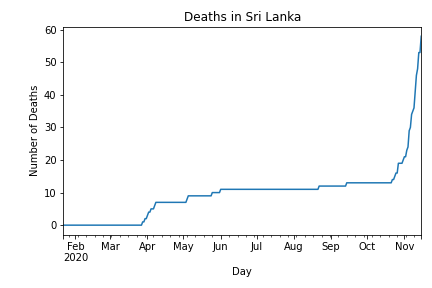 Deaths in Sri Lanka
60
50
40
30
20
10
0
Number of Deaths
Feb Mar Apr May Jun Jul Aug Sep Oct Nov
2020
Day